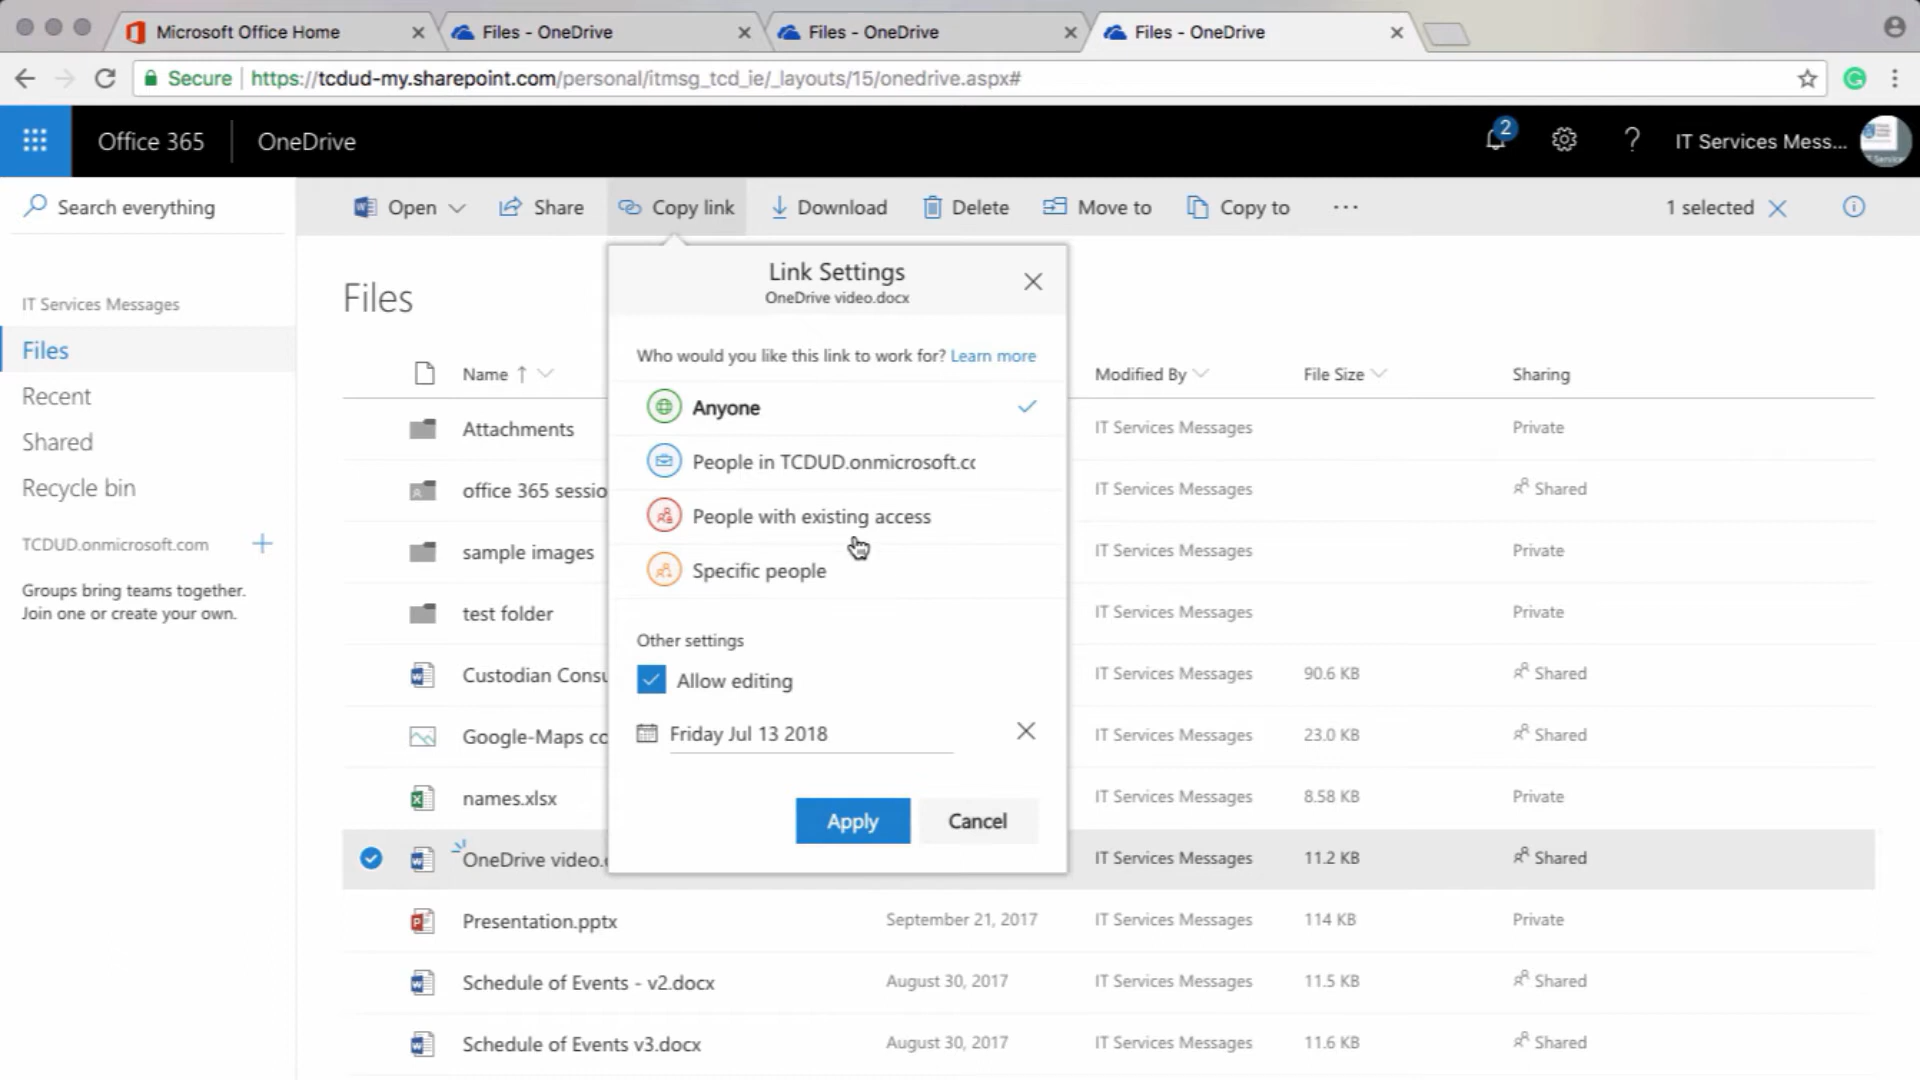 Microsoft Office Home
Files - OneDrive
Files - OneDrive
Files - OneDrive
Secure https://tcdud-my.sharepoint.com/personal/itmsg_tcd_ie/_layouts/15/onedrive.aspx#
Office 365
OneDrive
2
?
IT Services Mess...
Search everything
Open
Share
Copy link
Download
Delete
Move to
Copy to
...
1 selected
IT Services Messages
Files
Recent
Shared
Recycle bin
TCDUD.onmicrosoft.com
Groups bring teams together.
Join one or create your own.
Files
Link Settings
OneDrive video.docx
Who would you like this link to work for? Learn more
Anyone
People in TCDUD.onmicrosoft.cc
People with existing access
Specific people
Other settings
Allow editing
Friday Jul 13 2018
Apply
Cancel
Name Modified By File Size Sharing
Attachments IT Services Messages Private
office 365 sessio IT Services Messages Shared
sample images IT Services Messages Private
test folder IT Services Messages Private
Custodian Consu IT Services Messages 90.6 KB Shared
Google-Maps co IT Services Messages 23.0 KB Shared
names.xlsx IT Services Messages 8.58 KB Private
OneDrive video. IT Services Messages 11.2 KB Shared
Presentation.pptx September 21, 2017 IT Services Messages 114 KB Private
Schedule of Events - v2.docx August 30, 2017 IT Services Messages 11.5 KB Shared
Schedule of Events v3.docx August 30, 2017 IT Services Messages 11.6 KB Shared